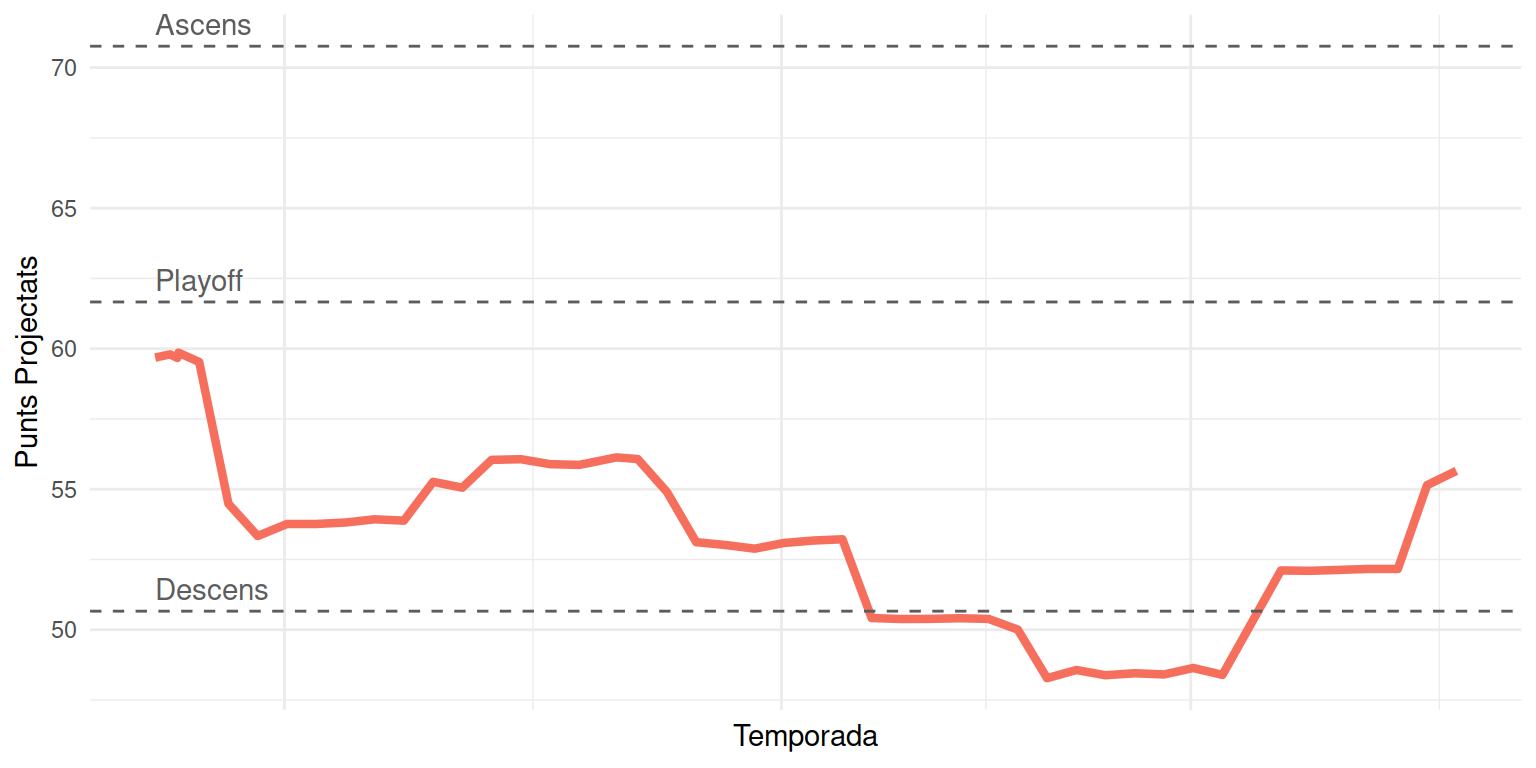 Ascens
70
65
Playoff
60
Punts Projectats
55
Descens
50
Temporada